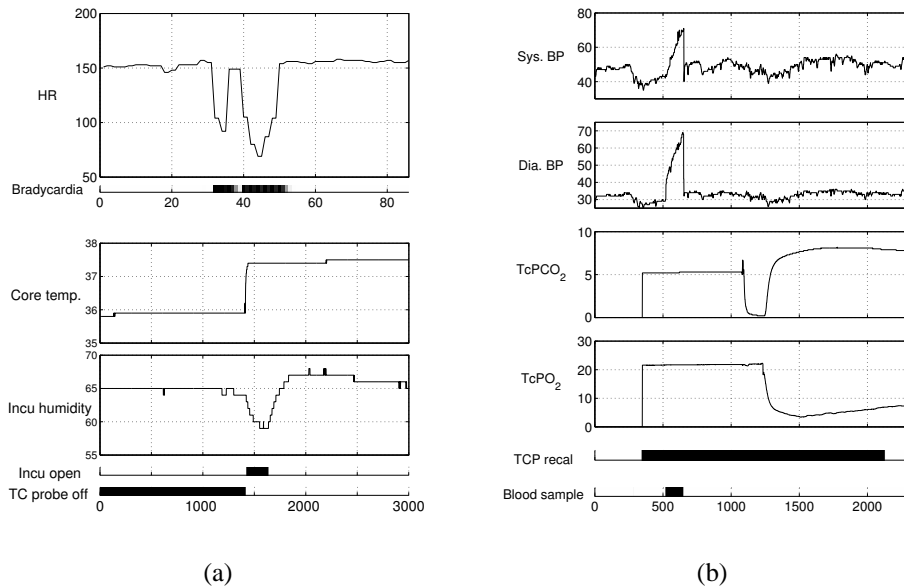 200
150
HR
100
50
Bradycardia
0 20 40 60 80
38
37
Core temp.
36
35
70
65
Incu humidity
60
55
Incu open
TC probe off
0 1000 2000 3000
(a)
Sys. BP
60
40
70
60
Dia. BP
50
40
30
10
TcPCO2
5
0
30
20
TcPO2
10
0
TCP recal
Blood sample
0 500 1000 1500 2000
(b)